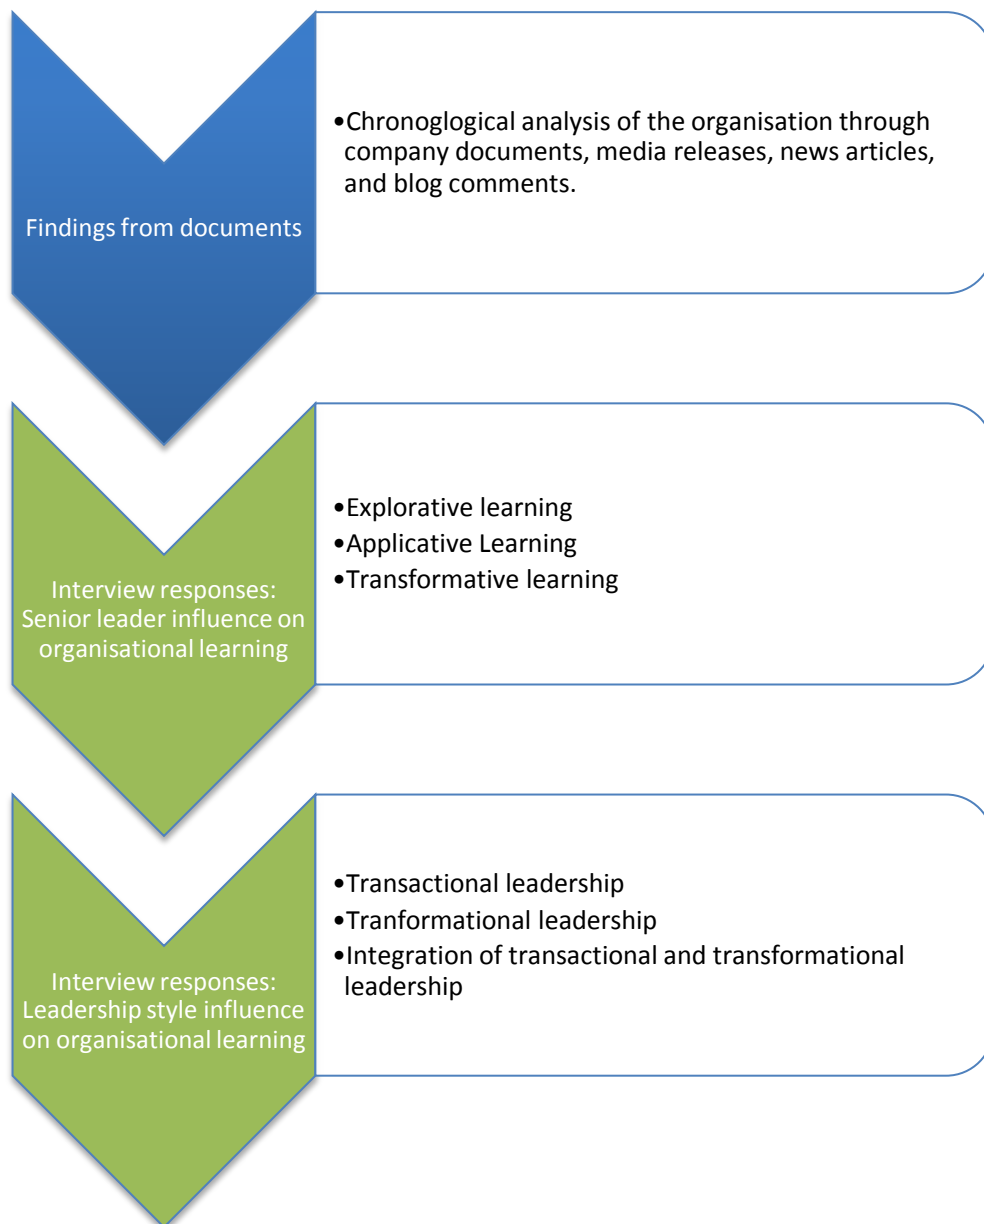 •Chronoglogical analysis of the organisation through
company documents, media releases, news articles,
and blog comments.
Findings from documents
•Explorative learning
•Applicative Learning
•Transformative learning
Interview responses:
Senior leader influence on
organisational learning
•Transactional leadership
•Tranformational leadership
•Integration of transactional and transformational
leadership
Interview responses:
Leadership style influence
on organisational learning